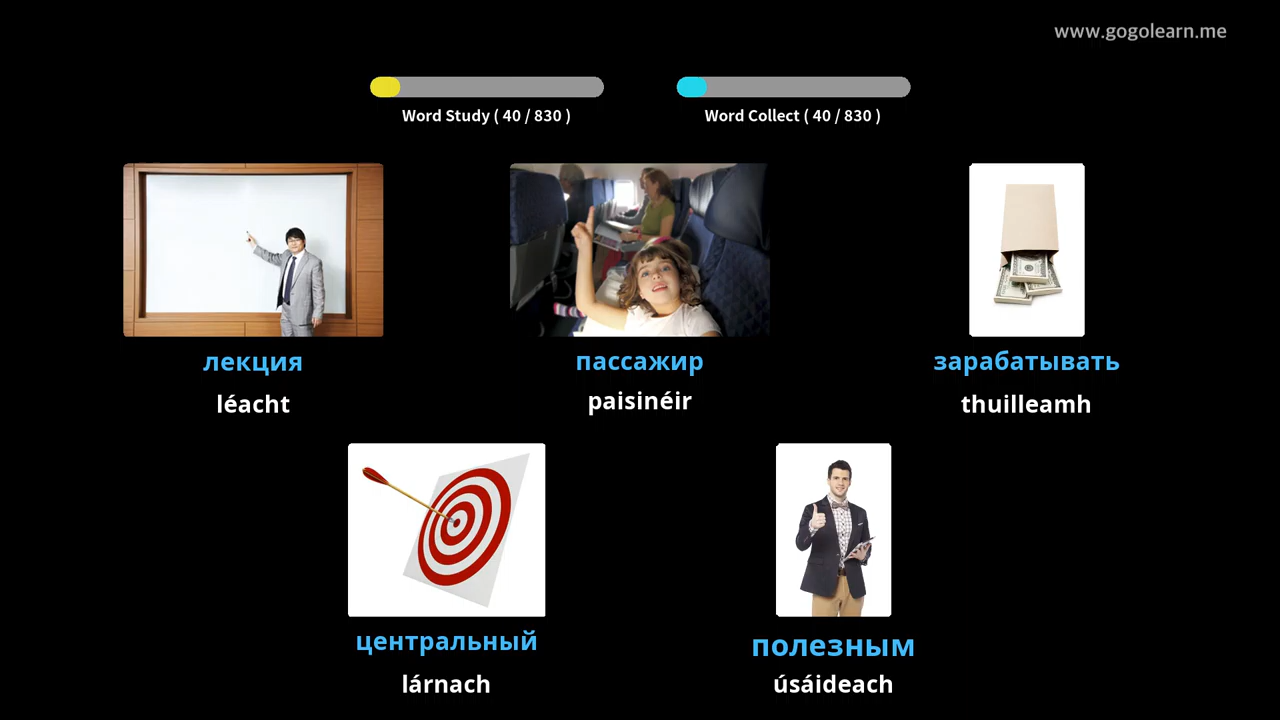 www.gogolearn.me
Word Study ( 40 / 830 )
Word Collect ( 40 / 830 )
лекция
léacht
пассажир
paisinéir
зарабатывать
thuilleamh
центральный
lárnach
полезным
úsáideach